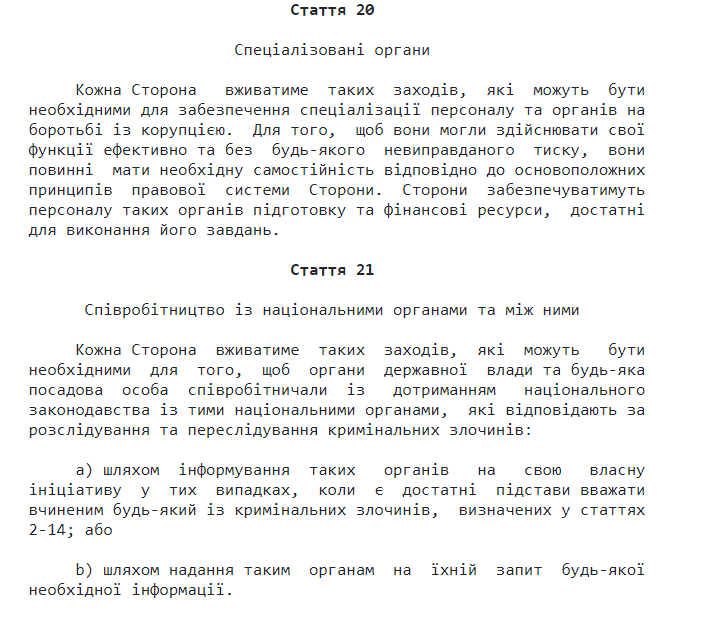 Стаття 20
Спеціалізовані органи
Кожна Сторона вживатиме таких заходів, які можуть бути
необхідними для забезпечення спеціалізації персоналу та органів на
боротьбі із корупцією. Для того, щоб вони могли здійснювати свої
функції ефективно та без будь-якого невиправданого тиску, вони
повинні мати необхідну самостійність відповідно до основоположних
принципів правової системи Сторони. Сторони забезпечуватимуть
персоналу таких органів підготовку та фінансові ресурси, достатні
для виконання його завдань.
Стаття 21
Співробітництво із національними органами та між ними
Кожна Сторона вживатиме таких заходів, які можуть бути
необхідними для того, щоб органи державної влади та будь-яка
посадова особа співробітничали із дотриманням національного
законодавства із тими національними органами, які відповідають за
розслідування та переслідування кримінальних злочинів:
a) шляхом інформування таких органів на свою власну
ініціативу у тих випадках, коли є достатні підстави вважати
вчиненим будь-який із кримінальних злочинів, визначених у статтях
2-14; або
b) шляхом надання таким органам на їхній запит будь-якої
необхідної інформації.